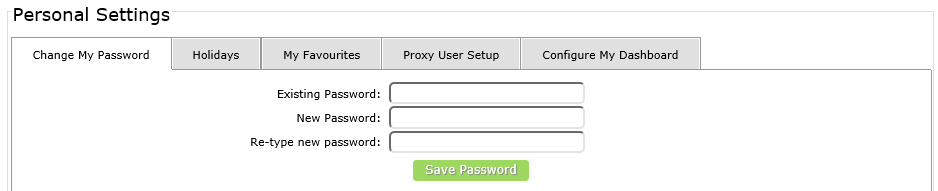 Personal Settings
Change My Password Holidays My Favourites Proxy User Setup Configure My Dashboard
Existing Password:
New Password:
Re-type new password:
Save Password